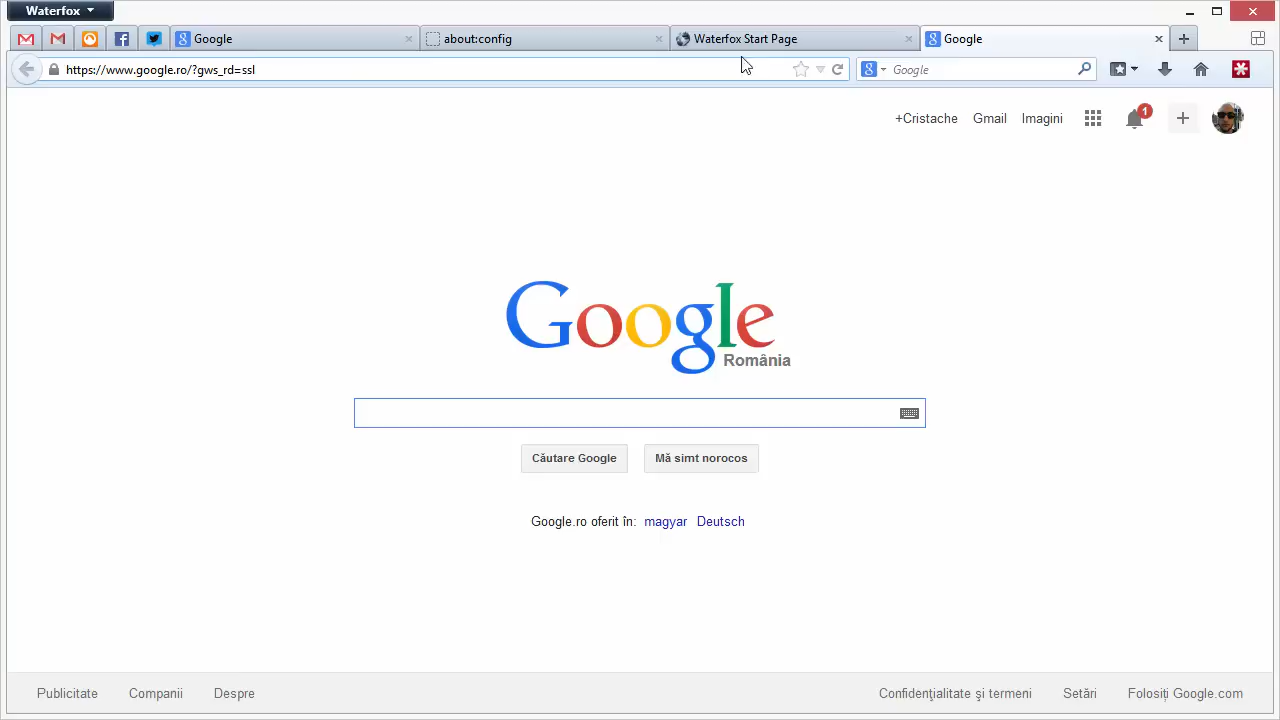 Waterfox
Google
about:config
Waterfox Start Page
Google
https://www.google.ro/?gws_rd=ssl
Google
+Cristache
Gmail
Imagini
1
Google
România
Căutare Google
Mă simt norocos
Google.ro oferit în: magyar Deutsch
Publicitate
Companii
Despre
Confidenţialitate şi termeni
Setări
Folosiți Google.com